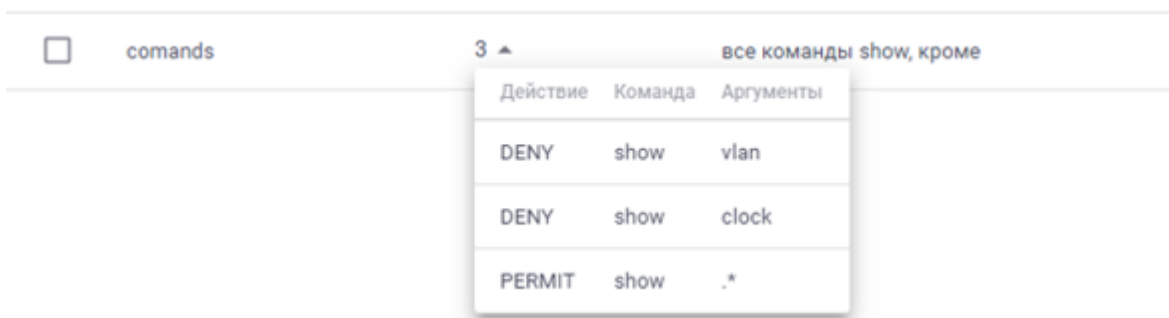 comands 3 все команды show, кроме
Действие Команда Аргументы
DENY show vlan
DENY show clock
PERMIT show .*